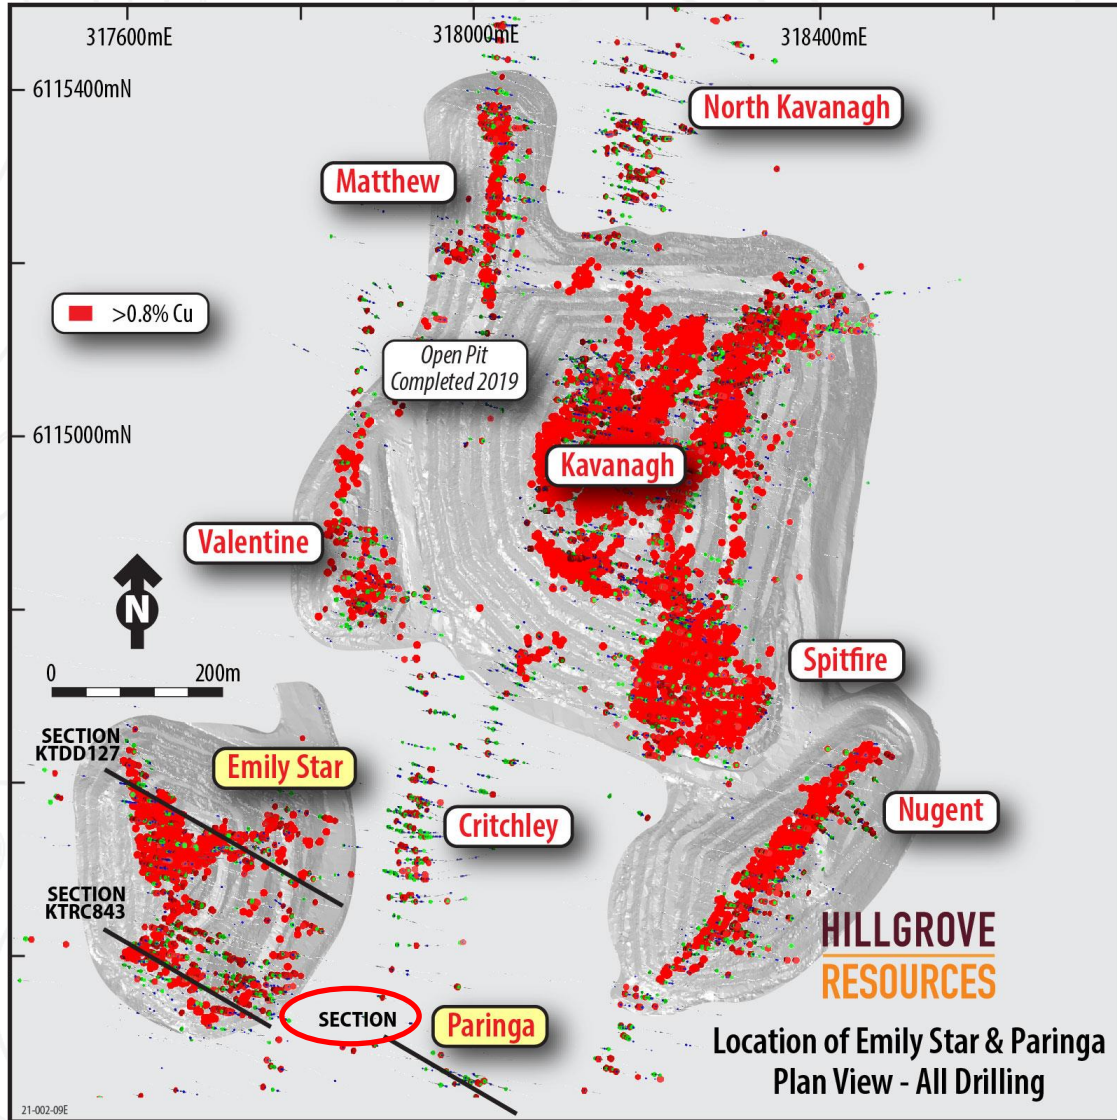 317600mE
318000mE
318400mE
6115400mN
North Kavanagh
Matthew
>0.8% Cu
Open Pit
Completed 2019
6115000mN
Kavanagh
Valentine
N
Spitfire
0 200m
SECTION
KTDD127
Emily Star
Critchley
Nugent
SECTION
KTRC843
HILLGROVE
RESOURCES
SECTION
Paringa
Location of Emily Star & Paringa
Plan View - All Drilling
21-002-09E